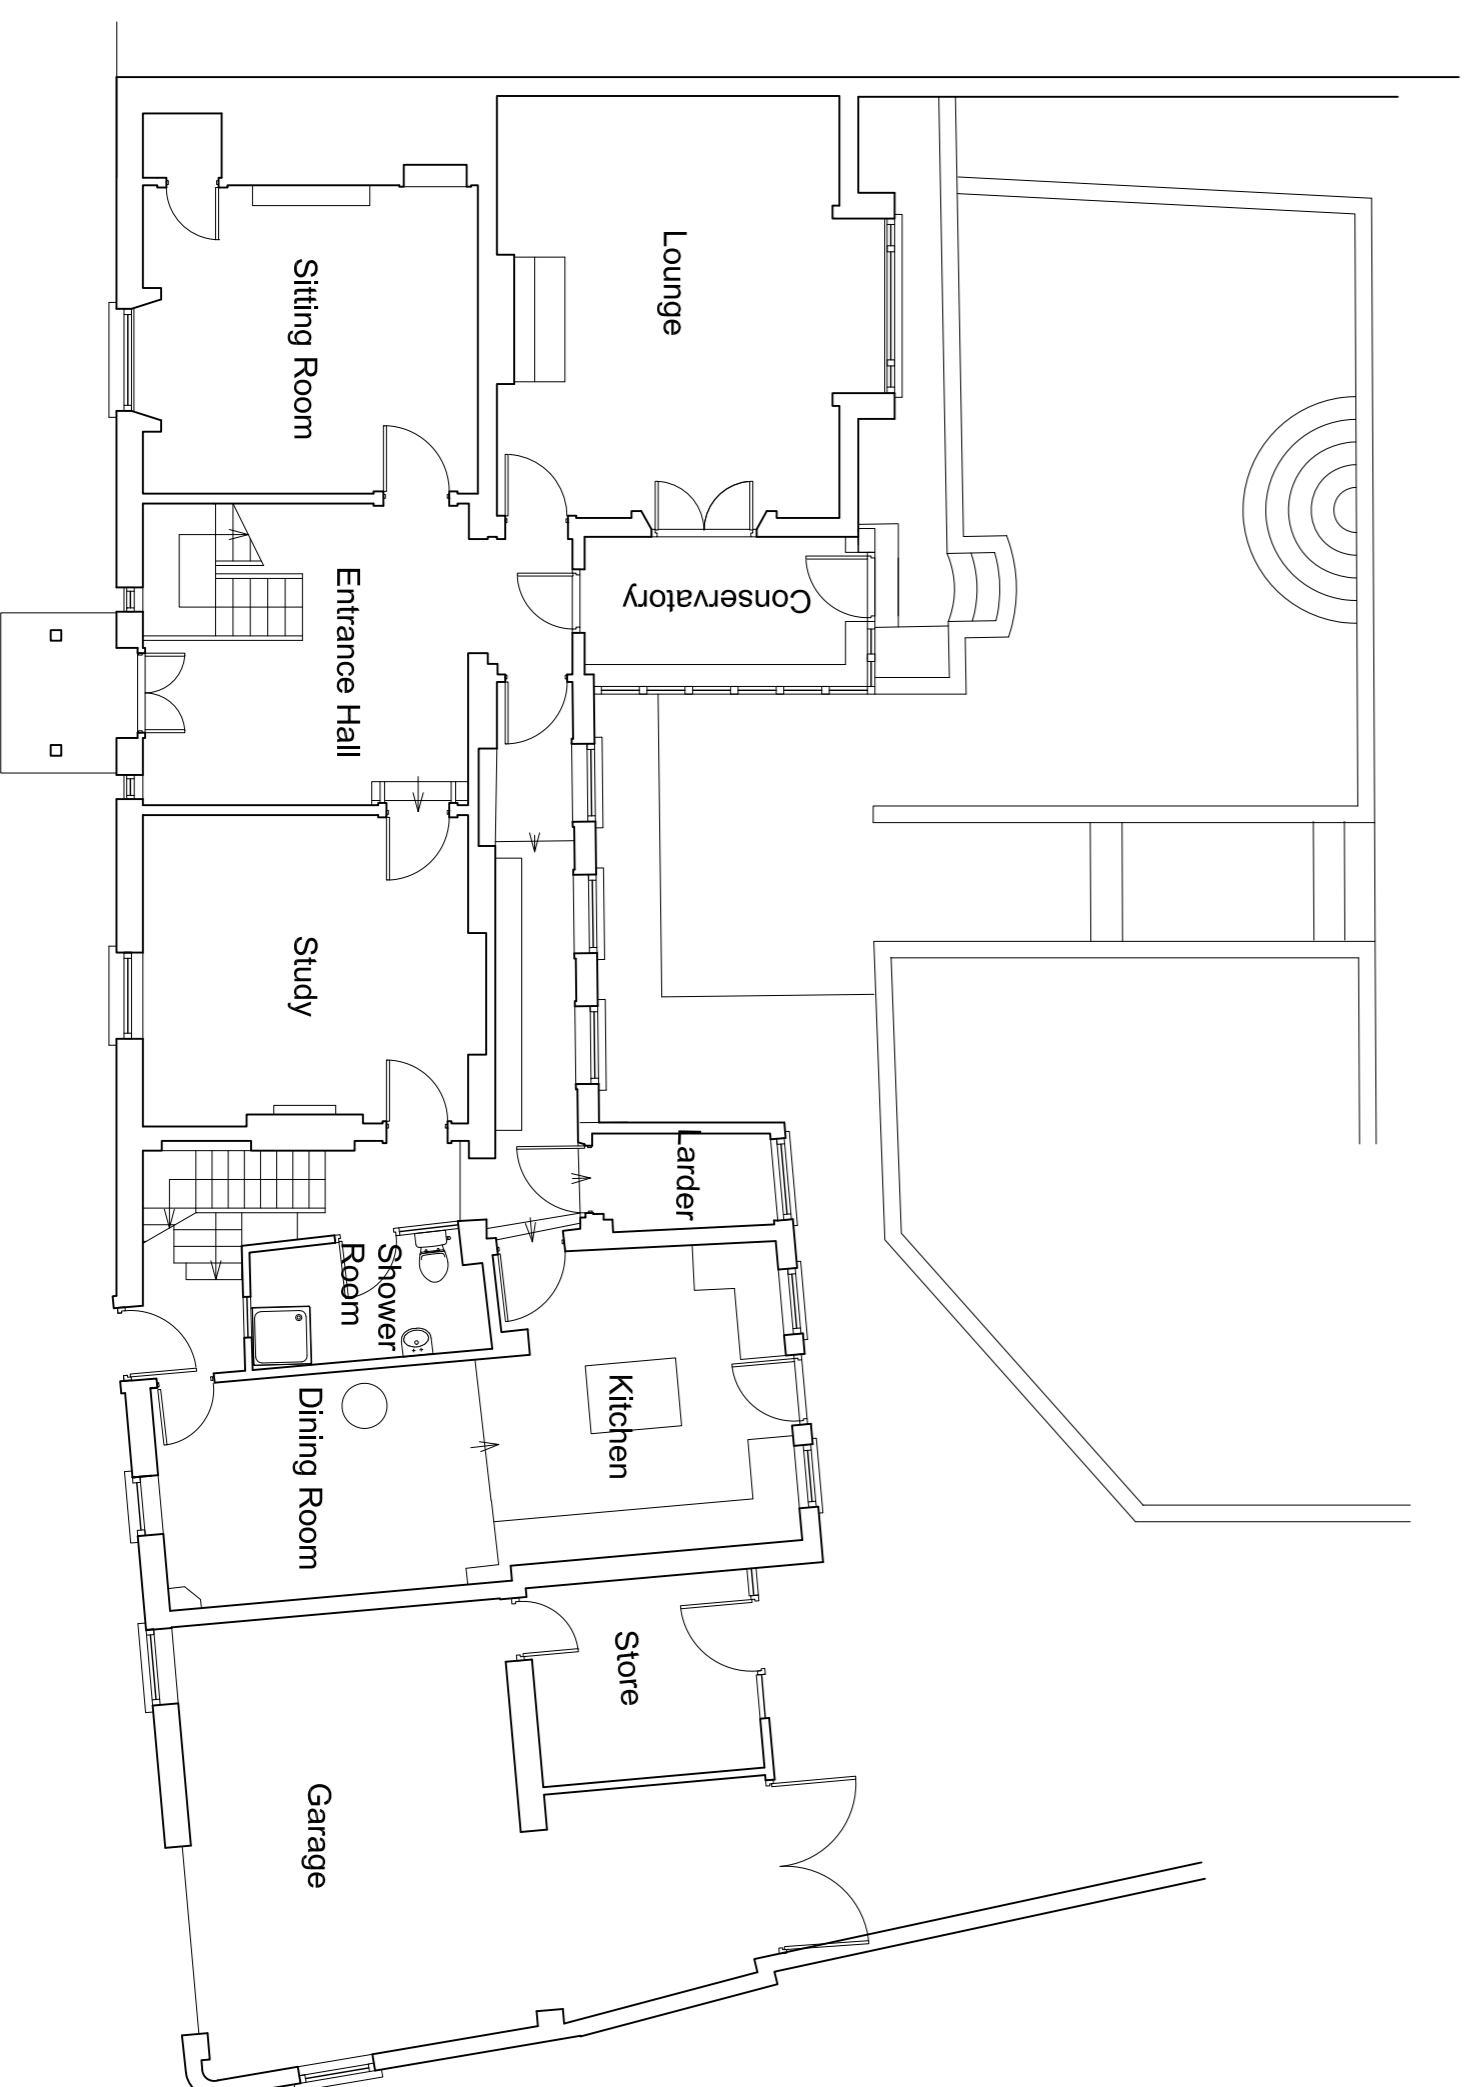 Lounge
Sitting Room
Conservatory
Entrance Hall
Study
Larder
Shower
Room
Kitchen
Dining Room
Store
Garage